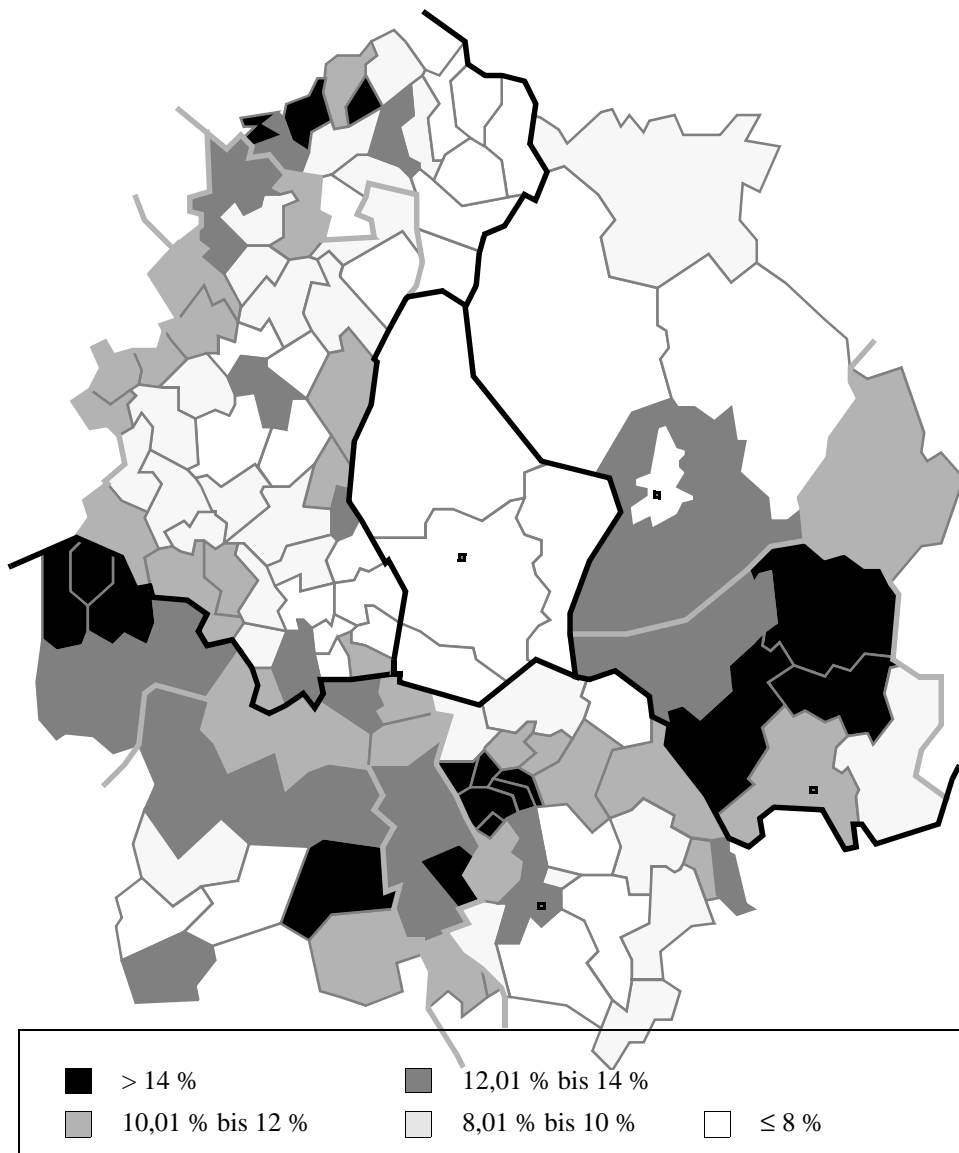 > 14 % 12,01 % bis 14 %
10,01 % bis 12 % 8,01 % bis 10 % ≤ 8 %